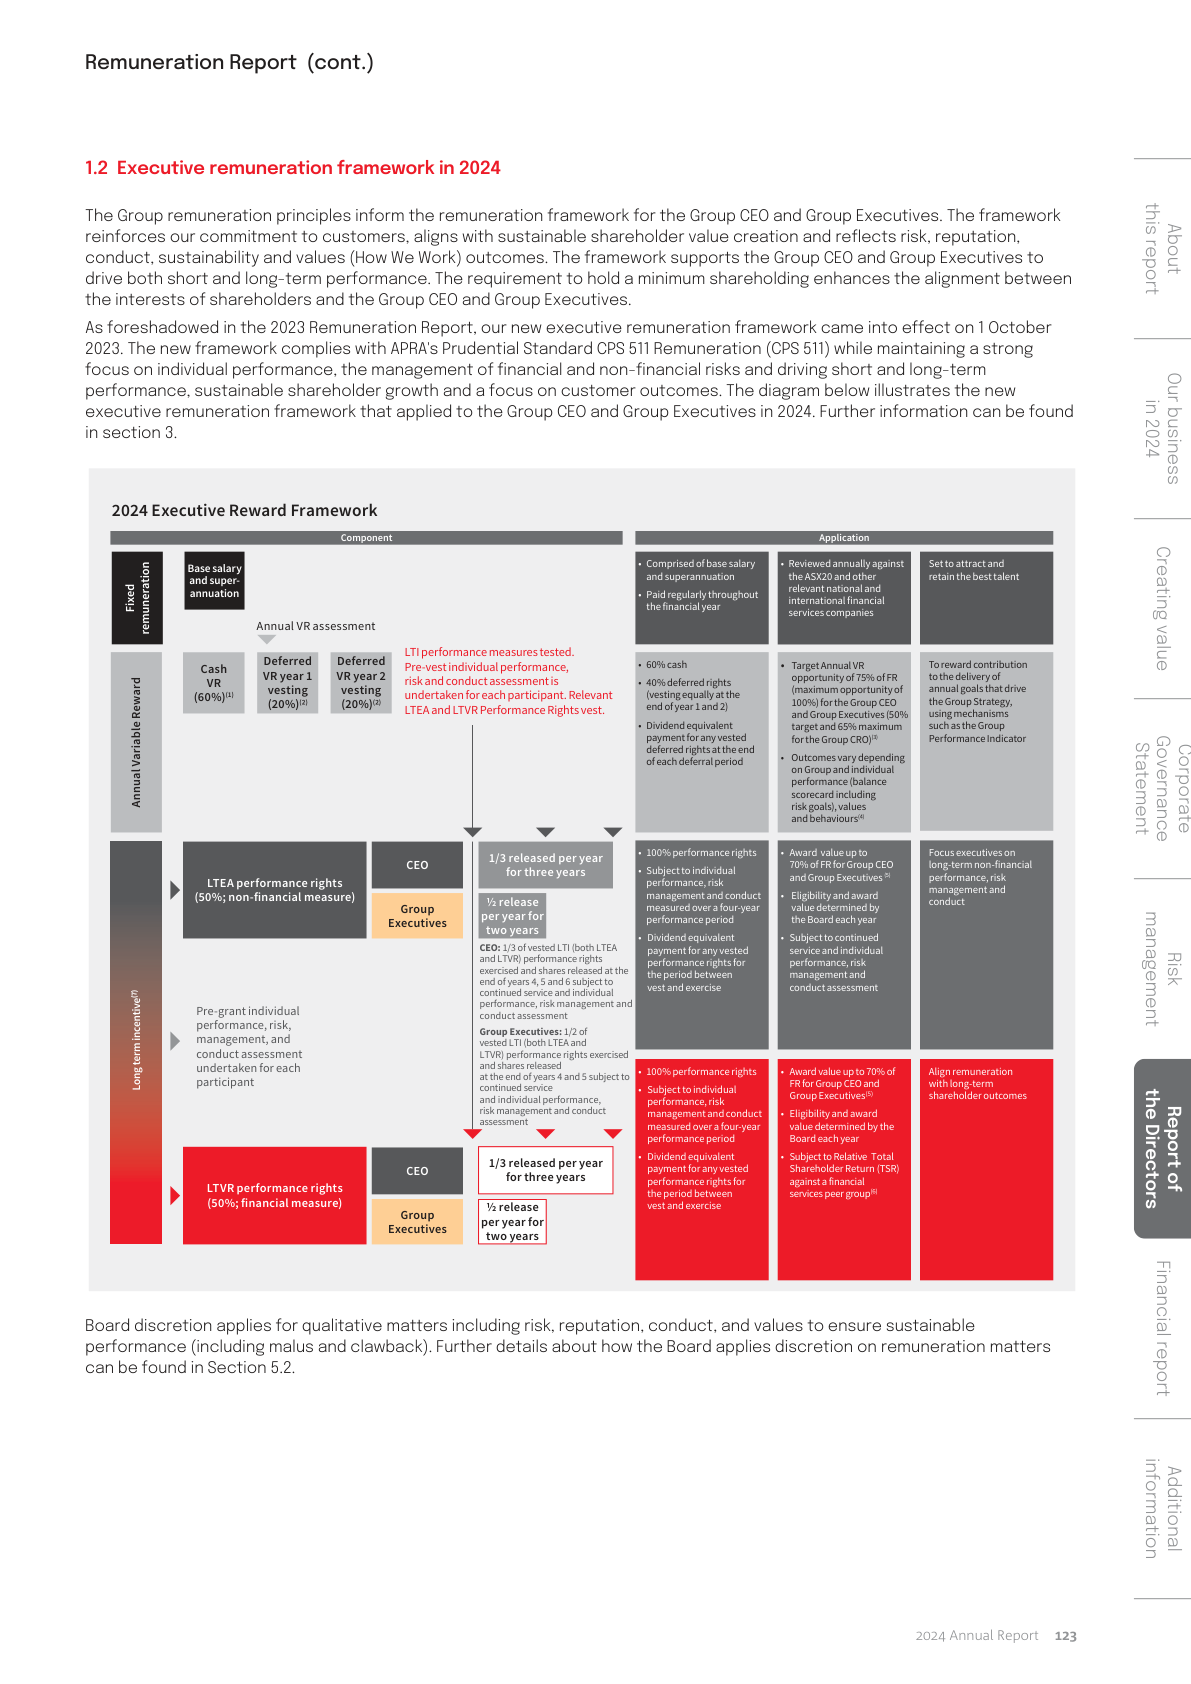 Remuneration Report (cont.)
1.2 Executive remuneration framework in 2024
The Group remuneration principles inform the remuneration framework for the Group CEO and Group Executives. The framework
reinforces our commitment to customers, aligns with sustainable shareholder value creation and reflects risk, reputation,
conduct, sustainability and values (How We Work) outcomes. The framework supports the Group CEO and Group Executives to
drive both short and long-term performance. The requirement to hold a minimum shareholding enhances the alignment between
the interests of shareholders and the Group CEO and Group Executives.
As foreshadowed in the 2023 Remuneration Report, our new executive remuneration framework came into effect on 1 October
2023. The new framework complies with APRA's Prudential Standard CPS 511 Remuneration (CPS 511) while maintaining a strong
focus on individual performance, the management of financial and non-financial risks and driving short and long-term
performance, sustainable shareholder growth and a focus on customer outcomes. The diagram below illustrates the new
executive remuneration framework that applied to the Group CEO and Group Executives in 2024. Further information can be found
in section 3.
2024 Executive Reward Framework
Component
Application
Fixed
remuneration
Base salary
and super-
annuation
• Comprised of base salary
and superannuation
• Paid regularly throughout
the financial year
• Reviewed annually against
the ASX20 and other
relevant national and
international financial
services companies
Set to attract and
retain the best talent
Annual VR assessment
Annual Variable Reward
Cash
VR
(60%)(1)
Deferred
VR year 1
vesting
(20%)(2)
Deferred
VR year 2
vesting
(20%)(2)
LTI performance measures tested.
Pre-vest individual performance,
risk and conduct assessment is
undertaken for each participant. Relevant
LTEA and LTVR Performance Rights vest.
• 60% cash
• 40% deferred rights
(vesting equally at the
end of year 1 and 2)
• Dividend equivalent
payment for any vested
deferred rights at the end
of each deferral period
• Target Annual VR
opportunity of 75% of FR
(maximum opportunity of
100%) for the Group CEO
and Group Executives (50%
target and 65% maximum
for the Group CRO)(3)
• Outcomes vary depending
on Group and individual
performance (balance
scorecard including
risk goals), values
and behaviours(4)
To reward contribution
to the delivery of
annual goals that drive
the Group Strategy,
using mechanisms
such as the Group
Performance Indicator
Long term incentive(7)
LTEA performance rights
(50%; non-financial measure)
CEO
Group
Executives
1/3 released per year
for three years
½ release
per year for
two years
CEO: 1/3 of vested LTI (both LTEA
and LTVR) performance rights
exercised and shares released at the
end of years 4, 5 and 6 subject to
continued service and individual
performance, risk management and
conduct assessment
Group Executives: 1/2 of
vested LTI (both LTEA and
LTVR) performance rights exercised
and shares released
at the end of years 4 and 5 subject to
continued service
and individual performance,
risk management and conduct
assessment
Pre-grant individual
performance, risk,
management, and
conduct assessment
undertaken for each
participant
• 100% performance rights
• Subject to individual
performance, risk
management and conduct
measured over a four-year
performance period
• Dividend equivalent
payment for any vested
performance rights for
the period between
vest and exercise
• Award value up to
70% of FR for Group CEO
and Group Executives (5)
• Eligibility and award
value determined by
the Board each year
• Subject to continued
service and individual
performance, risk
management and
conduct assessment
Focus executives on
long-term non-financial
performance, risk
management and
conduct
LTVR performance rights
(50%; financial measure)
CEO
Group
Executives
1/3 released per year
for three years
½ release
per year for
two years
• 100% performance rights
• Subject to individual
performance, risk
management and conduct
measured over a four-year
performance period
• Dividend equivalent
payment for any vested
performance rights for
the period between
vest and exercise
• Award value up to 70% of
FR for Group CEO and
Group Executives(5)
• Eligibility and award
value determined by the
Board each year
• Subject to Relative Total
Shareholder Return (TSR)
against a financial
services peer group(6)
Align remuneration
with long-term
shareholder outcomes
Board discretion applies for qualitative matters including risk, reputation, conduct, and values to ensure sustainable
performance (including malus and clawback). Further details about how the Board applies discretion on remuneration matters
can be found in Section 5.2.
About
this report
Our business
in 2024
Creating value
Corporate
Governance
Statement
Risk
management
Report of
the Directors
Financial report
Additional
information
2024 Annual Report 123